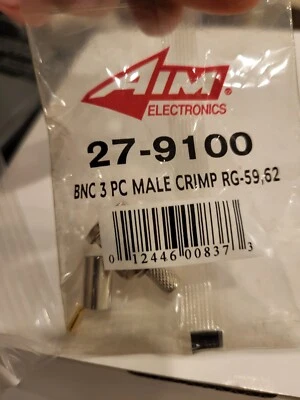 AIM®
ELECTRONICS
27-9100
BNC 3 PC MALE CRIMP RG-59,62
0 12446 00837 3